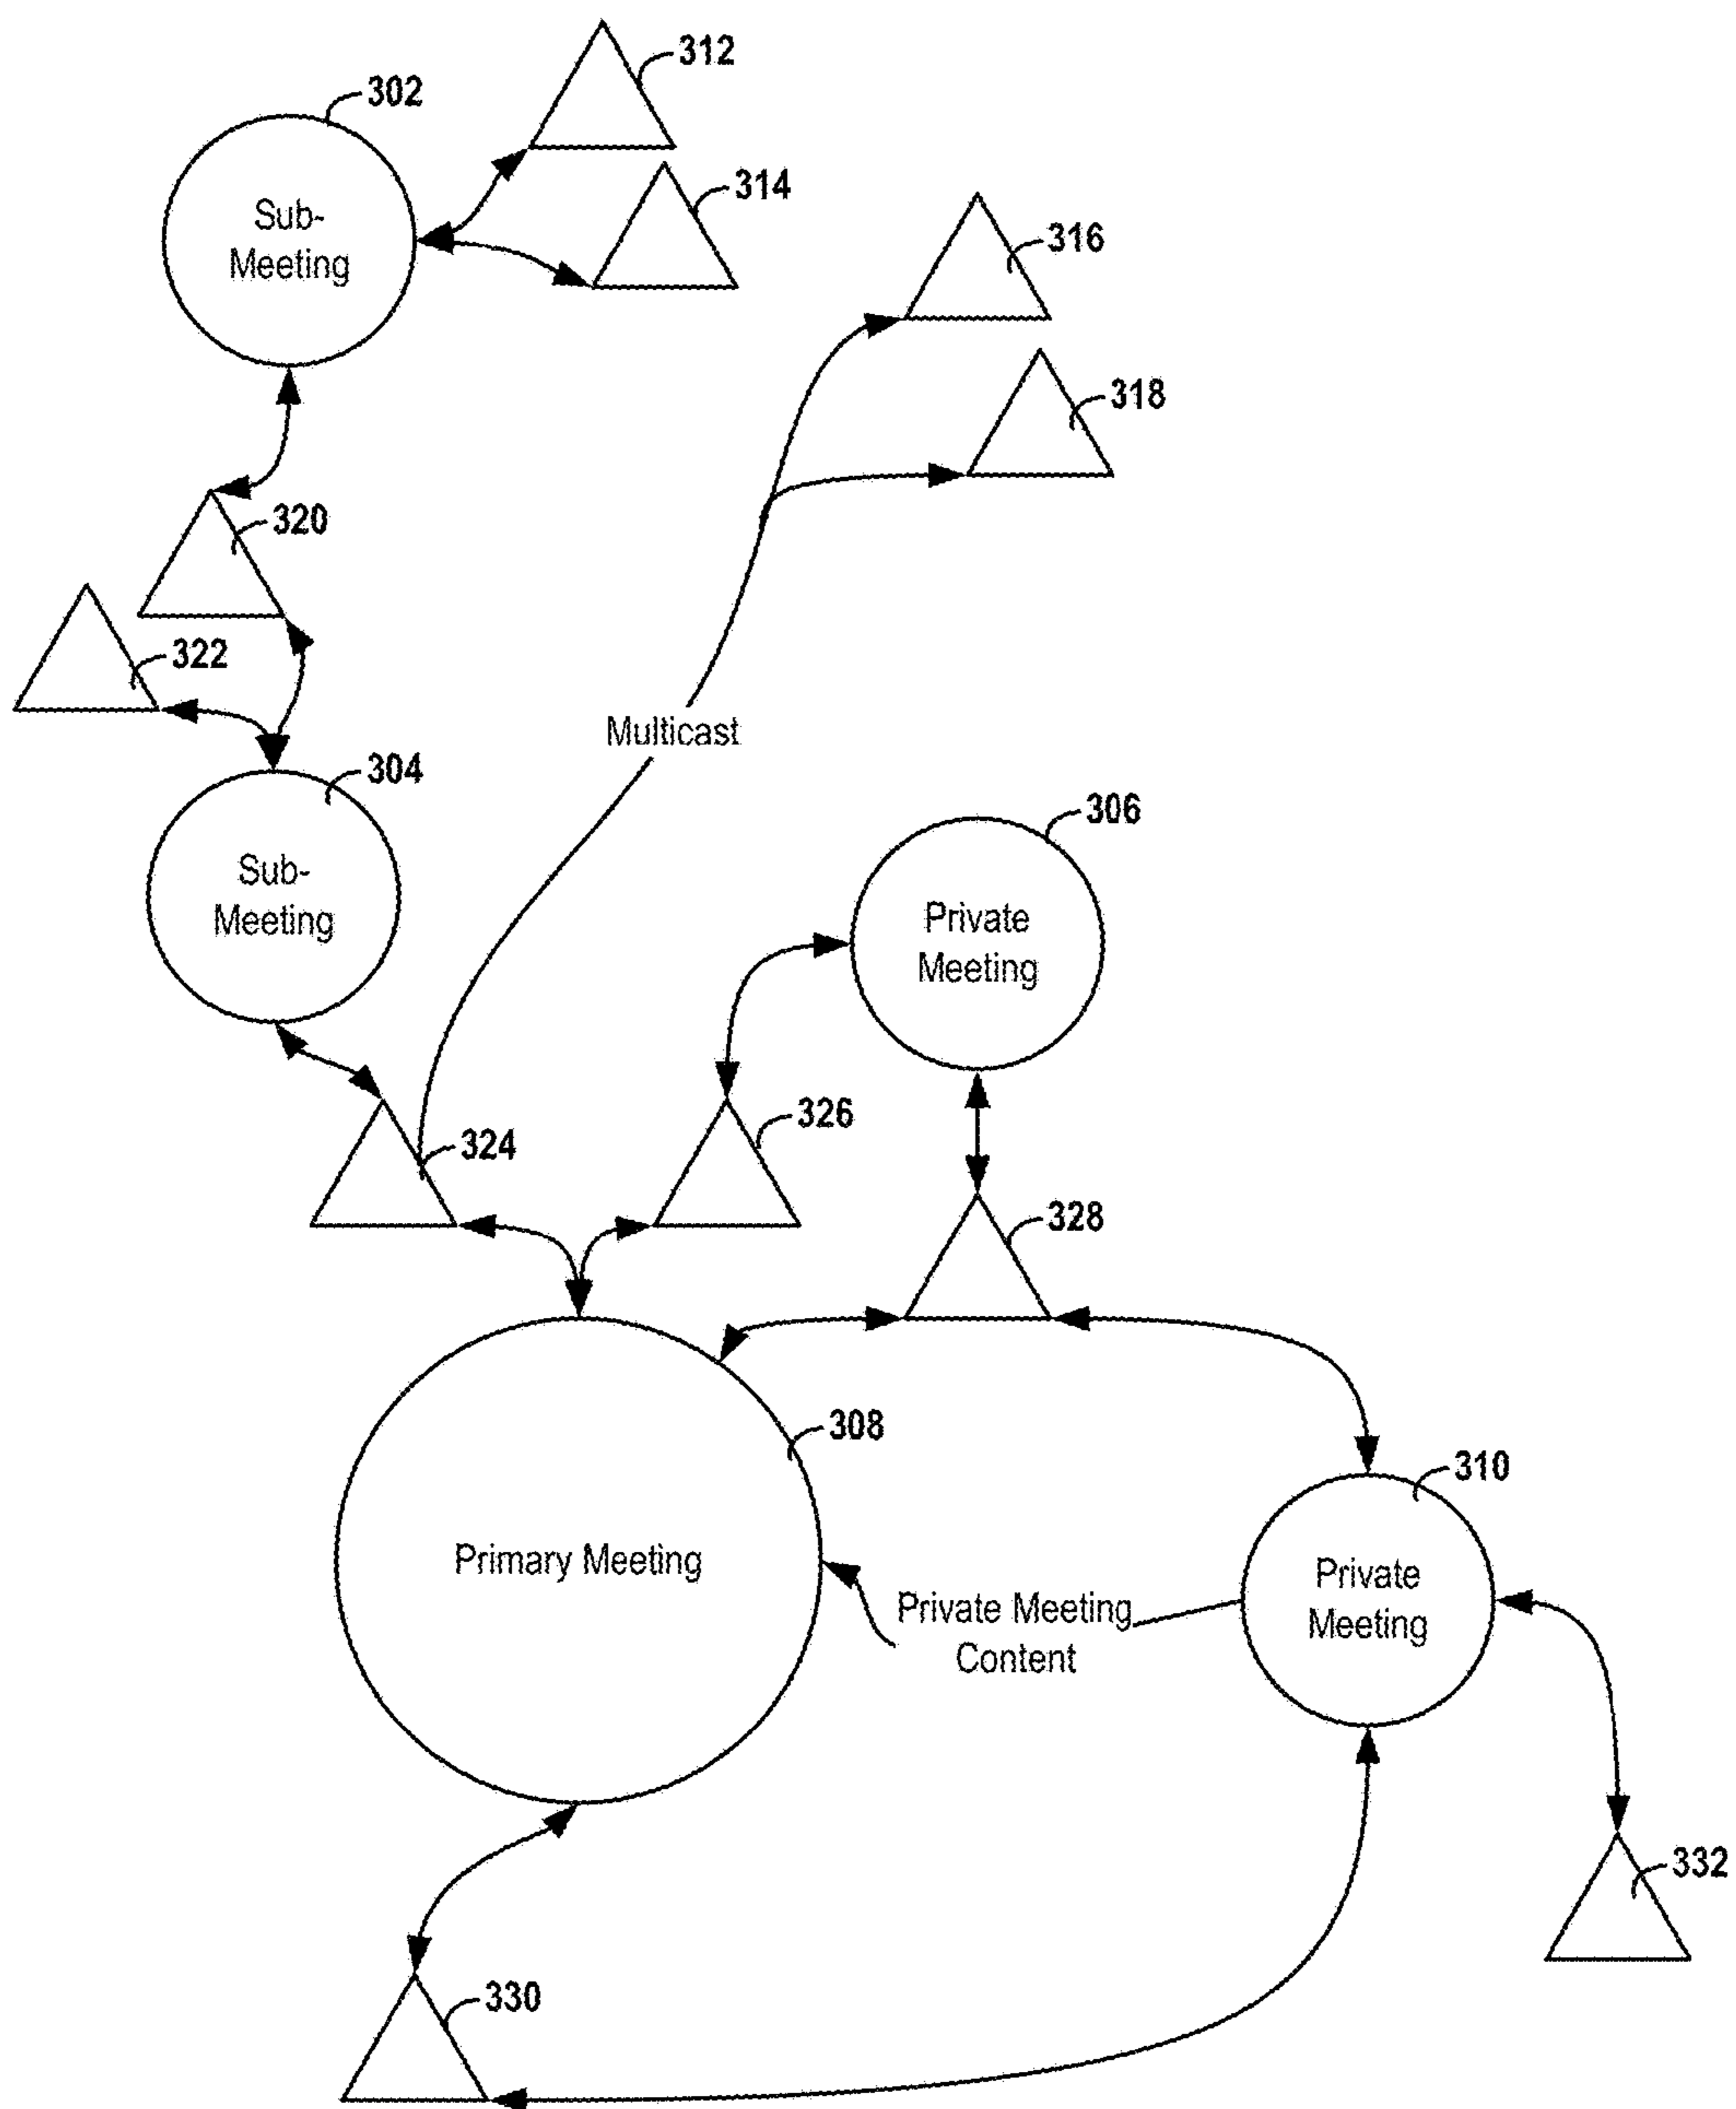 312
302
314
Sub-
Meeting
316
318
320
322
Multicast
304
306
Sub-
Meeting
Private
Meeting
326
324
328
308
310
Primary Meeting
Private
Meeting
Private Meeting
Content
332
330